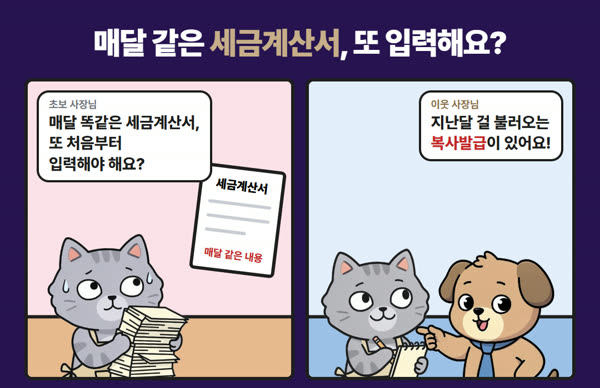 매달 같은 세금계산서, 또 입력해요?
초보 사장님
매달 똑같은 세금계산서,
또 처음부터
입력해야 해요?
세금계산서
매달 같은 내용
이웃 사장님
지난달 걸 불러오는
복사발급이 있어요!